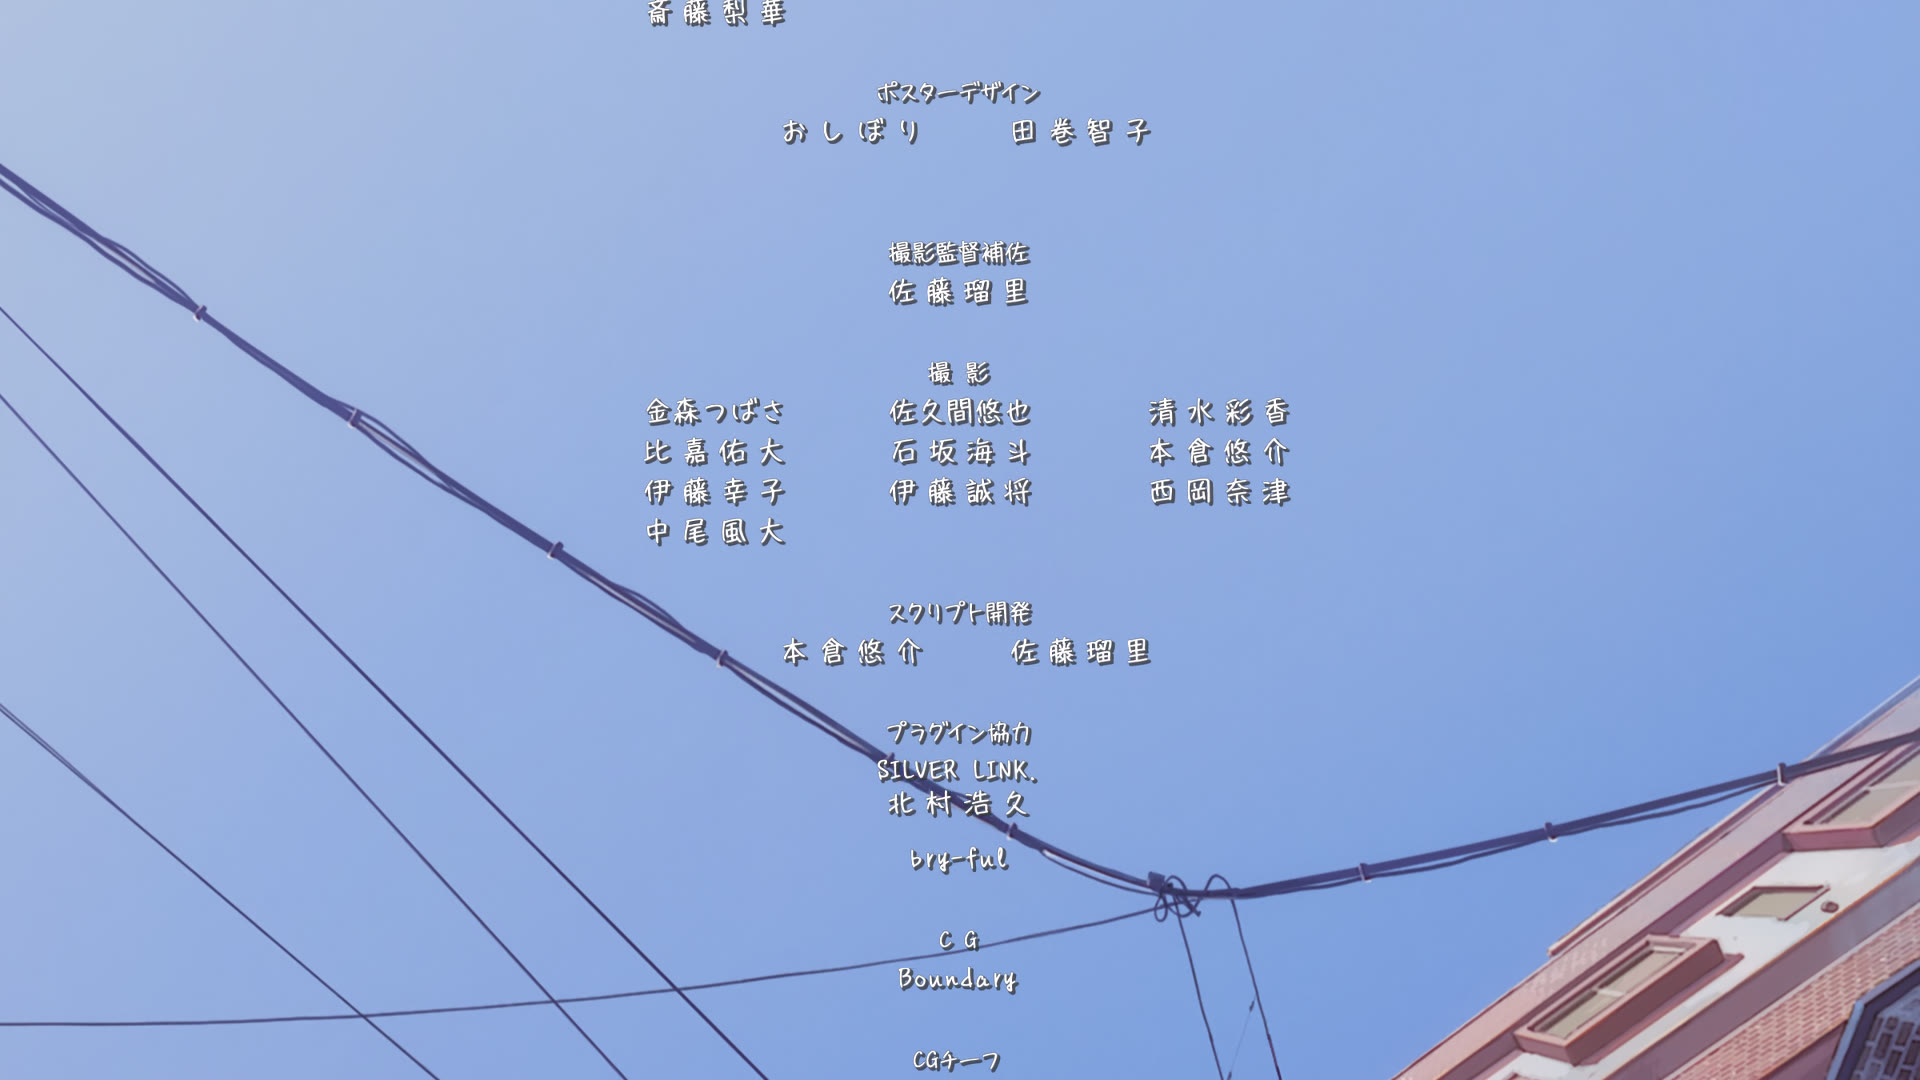 斎藤梨華
ポスターデザイン
おしぼり 田巻智子
撮影監督補佐
佐藤瑠里
撮影
金森つばさ 佐久間悠也 清水彩香
比嘉佑大 石坂海斗 本倉悠介
伊藤幸子 伊藤誠将 西岡奈津
中尾風大
スクリプト開発
本倉悠介 佐藤瑠里
プラグイン協力
SILVER LINK.
北村浩久
bry-ful
CG
Boundary
CGチーフ